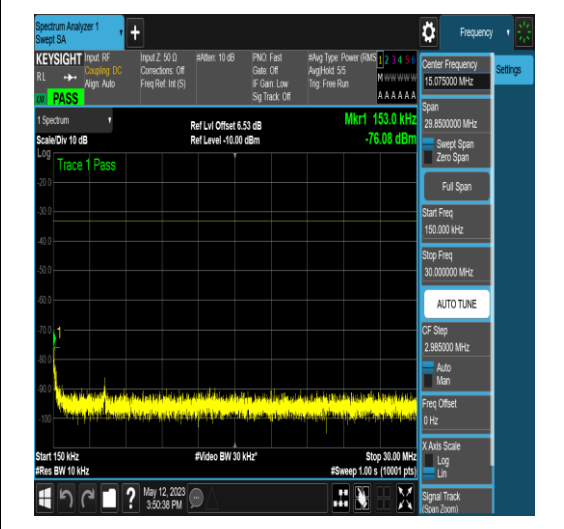 Spectrum Analyzer 1
Swept SA
+
Frequency
KEYSIGHT
RL
PASS
Input: RF
Coupling: DC
Align: Auto
Input Z: 50 Ω
Corrections: Off
Freq Ref: Int (S)
#Atten: 10 dB
PNO: Fast
Gate: Off
IF Gain: Low
Sig Track: Off
#Avg Type: Power (RMS
Avg|Hold: 5/5
Trig: Free Run
1 2 3 4 5 6
M W W W W W
A A A A A A
1 Spectrum
Scale/Div 10 dB
Ref Lvl Offset 6.53 dB
Ref Level -10.00 dBm
Mkr1 153.0 kHz
-76.08 dBm
Log
Trace 1 Pass
-20.0
-30.0
-40.0
-50.0
-60.0
-70.0
-80.0
-90.0
-100
1
Start 150 kHz
#Res BW 10 kHz
#Video BW 30 kHz*
Stop 30.00 MHz
#Sweep 1.00 s (10001 pts)
?
May 12, 2023
3:50:38 PM
Center Frequency
15.075000 MHz
Settings
Span
29.8500000 MHz
Swept Span
Zero Span
Full Span
Start Freq
150.000 kHz
Stop Freq
30.000000 MHz
AUTO TUNE
CF Step
2.985000 MHz
Auto
Man
Freq Offset
0 Hz
X Axis Scale
Log
Lin
Signal Track
(Span Zoom)